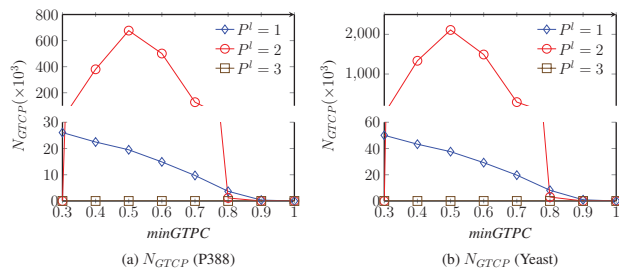 800
600
400
200
30
20
10
0
0.3 0.4 0.5 0.6 0.7 0.8 0.9 1
N_GTCP (×10^3)
minGTPC
P^l = 1
P^l = 2
P^l = 3
(a) N_GTCP (P388)
2,000
1,000
60
40
20
0
0.3 0.4 0.5 0.6 0.7 0.8 0.9 1
N_GTCP (×10^3)
minGTPC
P^l = 1
P^l = 2
P^l = 3
(b) N_GTCP (Yeast)